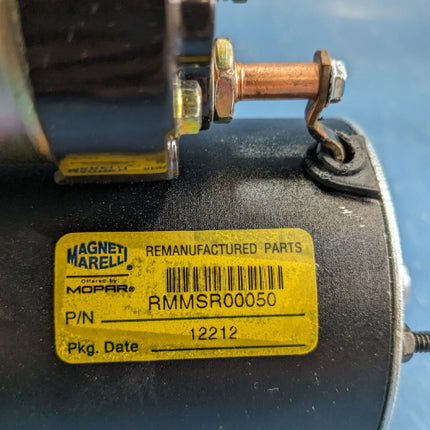 MAGNETI
MARELLI
Offered by:
MOPAR®
REMANUFACTURED PARTS
RMMSR00050
P/N
12212
Pkg. Date